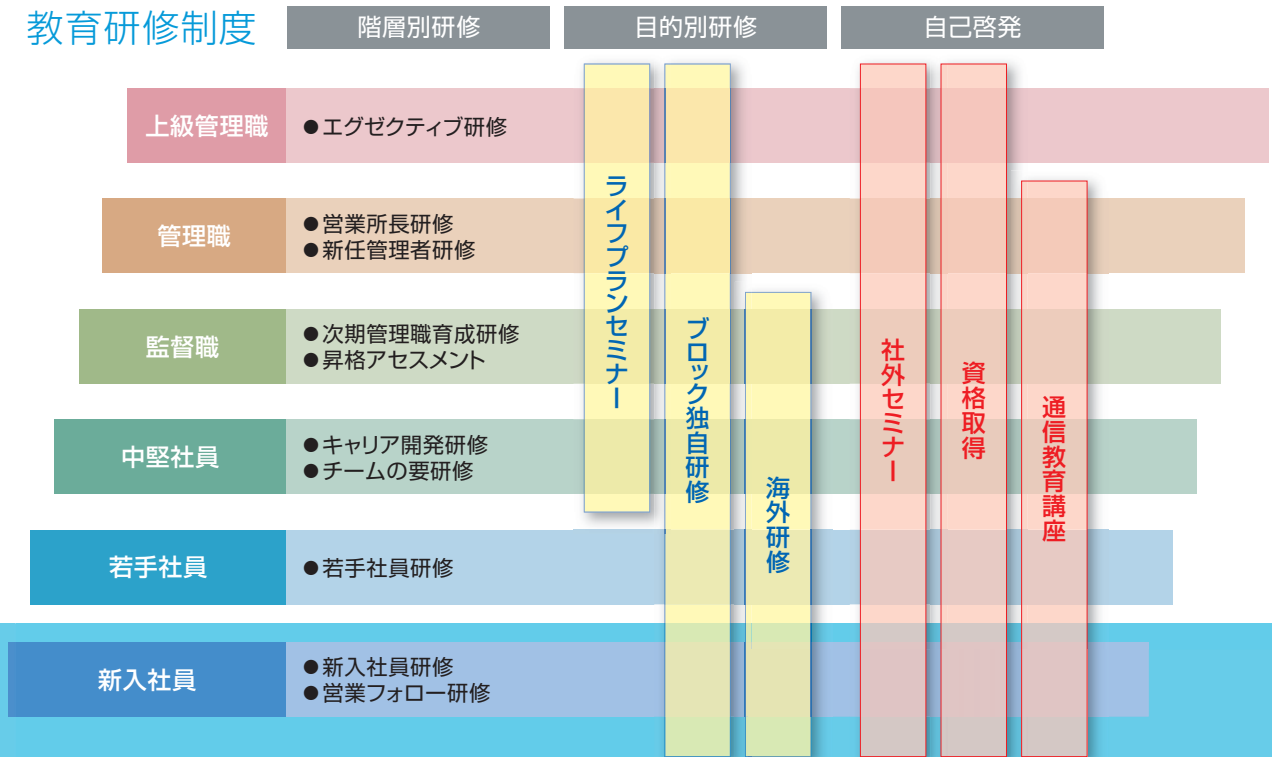 教育研修制度
階層別研修
目的別研修
自己啓発
上級管理職
●エグゼクティブ研修
管理職
●営業所長研修
●新任管理者研修
監督職
●次期管理職育成研修
●昇格アセスメント
中堅社員
●キャリア開発研修
●チームの要研修
若手社員
●若手社員研修
新入社員
●新入社員研修
●営業フォロー研修
ライフプランセミナー
ブロック独自研修
海外研修
社外セミナー
資格取得
通信教育講座